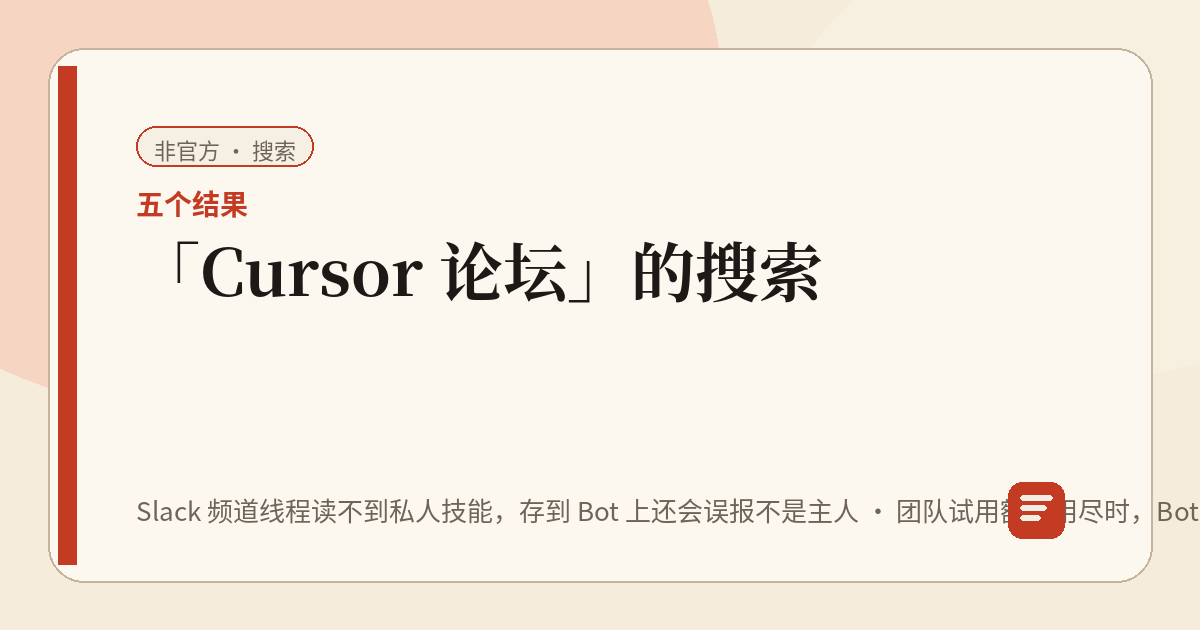 非官方 · 搜索
五个结果
「Cursor 论坛」的搜索
Slack 频道线程读不到私人技能，存到 Bot 上还会误报不是主人 · 团队试用 尽时，Bot